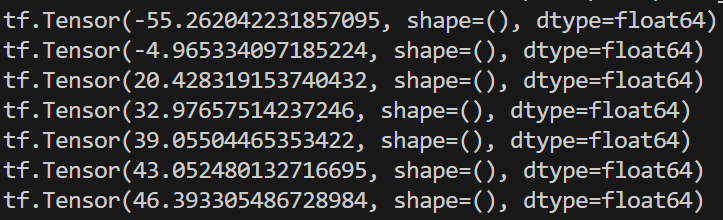 tf.Tensor(-55.262042231857095, shape=(), dtype=float64)
tf.Tensor(-4.965334097185224, shape=(), dtype=float64)
tf.Tensor(20.428319153740432, shape=(), dtype=float64)
tf.Tensor(32.97657514237246, shape=(), dtype=float64)
tf.Tensor(39.05504465353422, shape=(), dtype=float64)
tf.Tensor(43.052480132716695, shape=(), dtype=float64)
tf.Tensor(46.393305486728984, shape=(), dtype=float64)